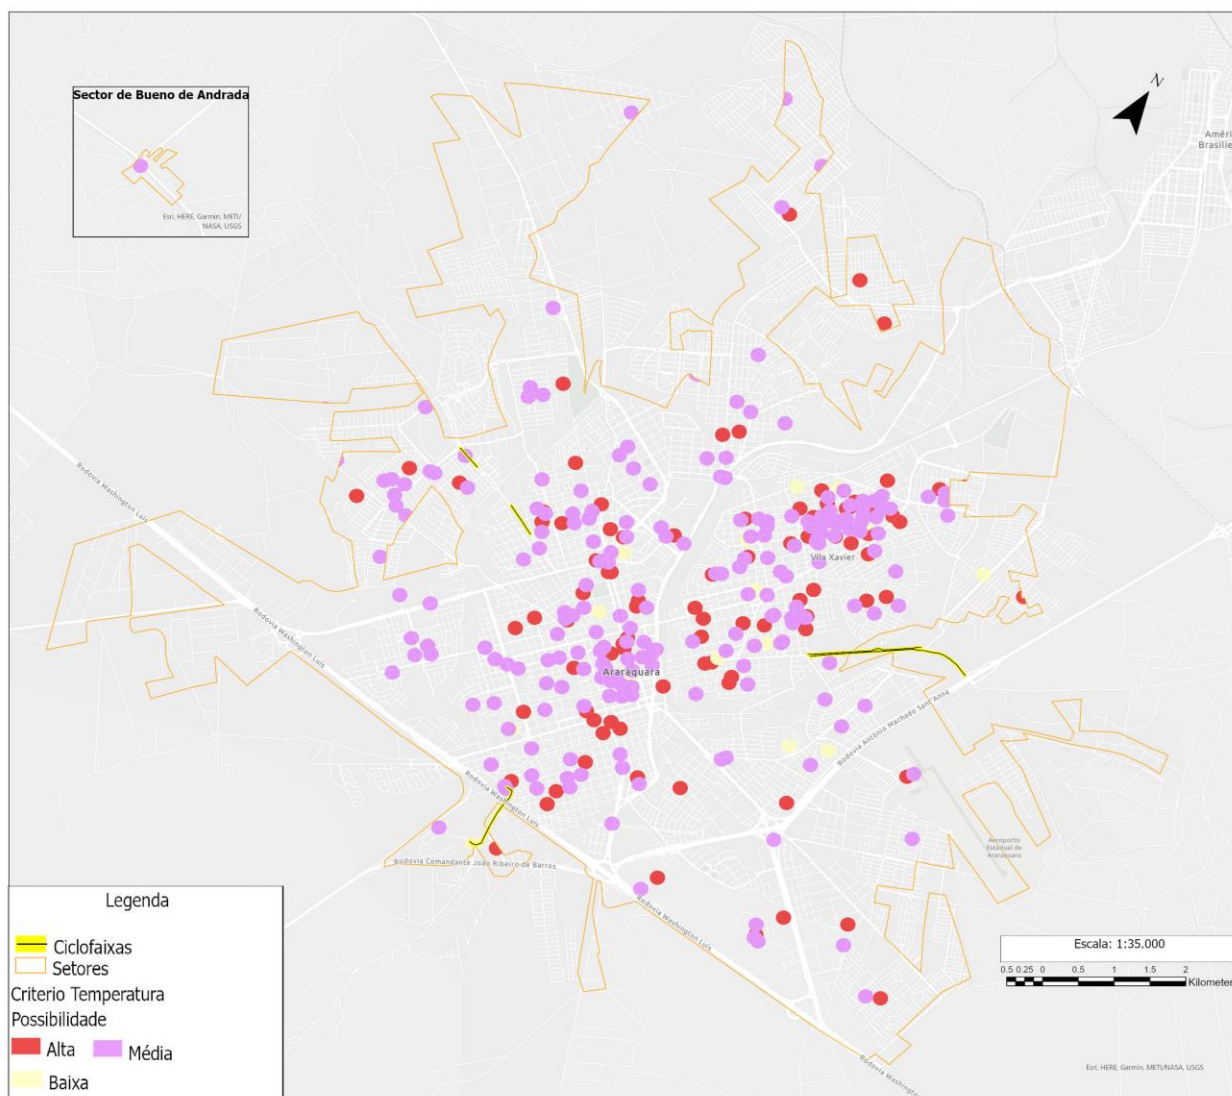 Sector de Bueno de Andrada
Esri, HERE, Garmin, METI/
NASA, USGS
N
Améri
Brasilie
Rodovia Washington Luís
Rodovia Washington Luís
Vila Xavier
Araraquara
Rodovia Antônio Machado Sant'Anna
Rodovia Washington Luís
Rodovia Comandante João Ribeiro de Barros
Aeroporto
Estadual de
Araraquara
Rodovia Washington Luís
Rodovia Washington
Legenda
Ciclofaixas
Setores
Criterio Temperatura
Possibilidade
Alta
Média
Baixa
Escala: 1:35.000
0.5 0.25 0 0.5 1 1.5 2
Kilometer
Esri, HERE, Garmin, METI/NASA, USGS